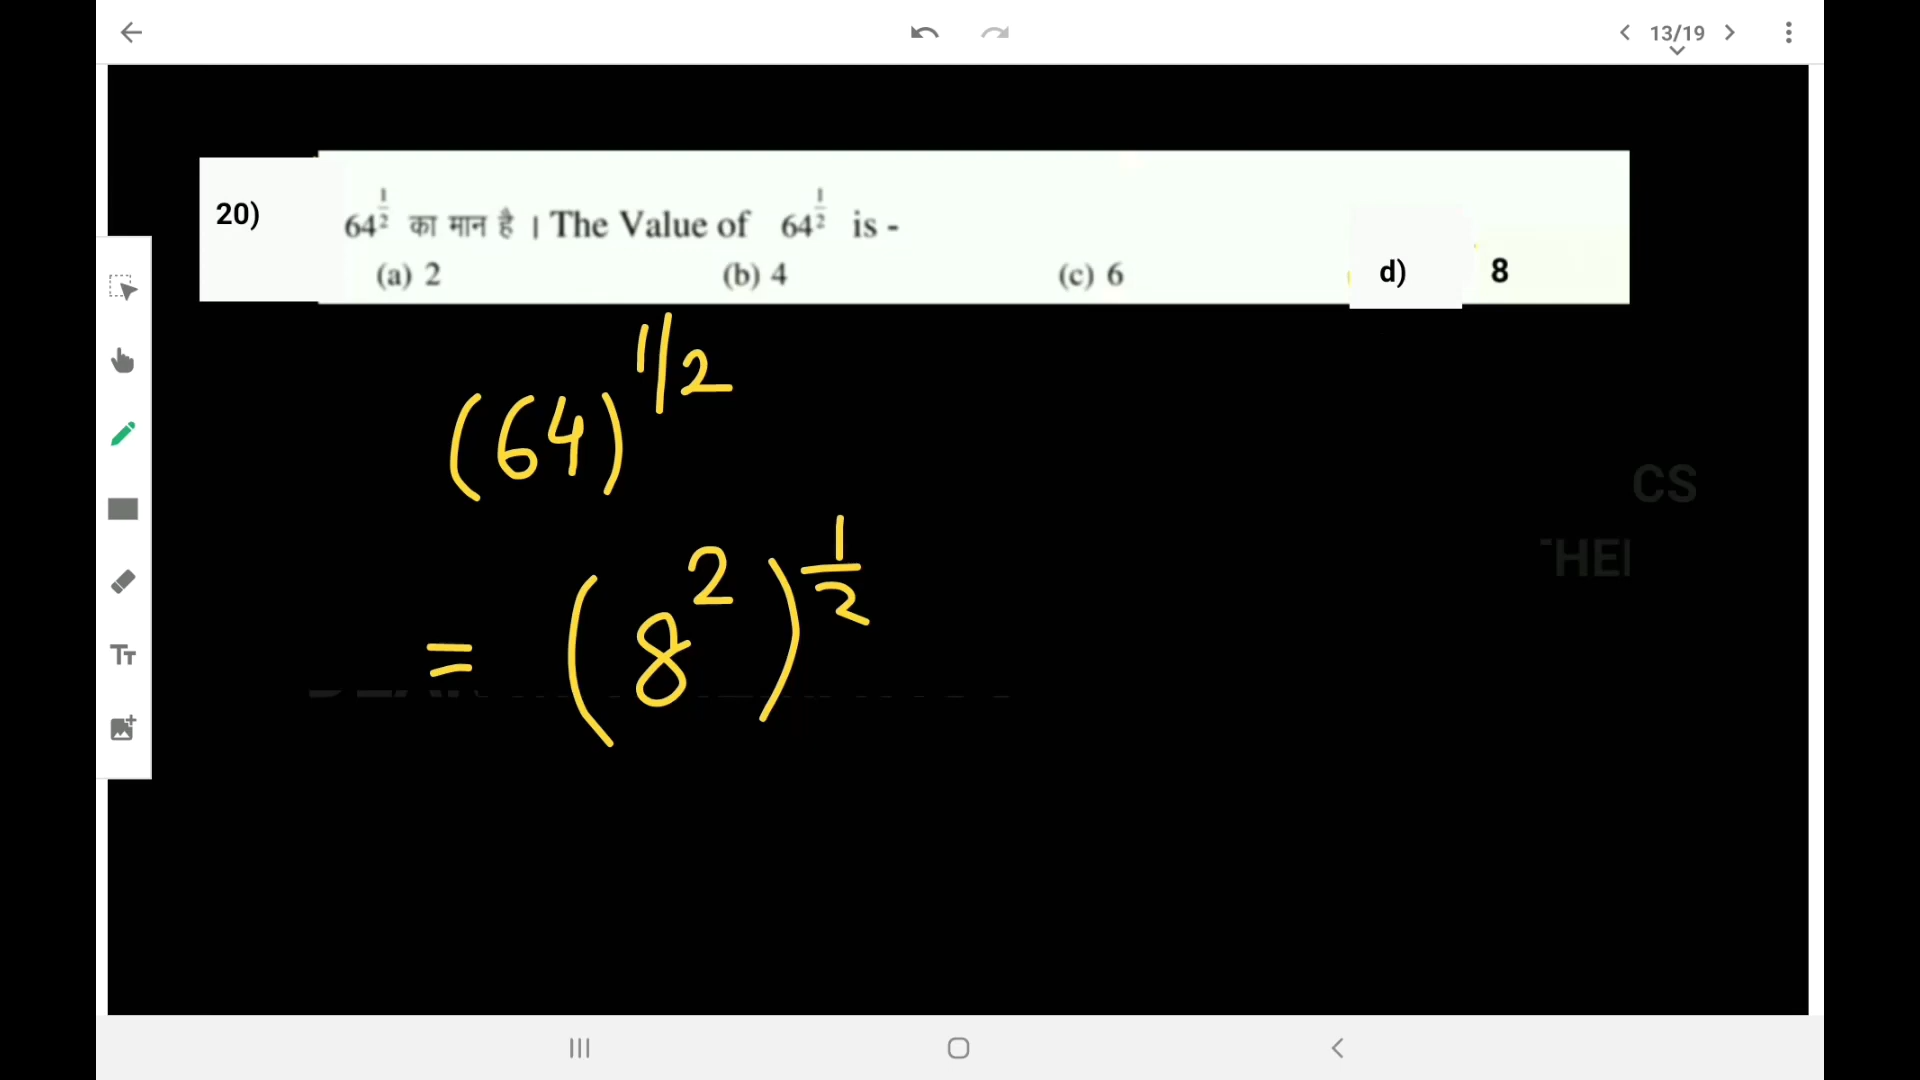 13/19
20) 64^{1/2} का मान है । The Value of 64^{1/2} is -
(a) 2 (b) 4 (c) 6 d) 8
(64)^{1/2}
= (8^2)^{1/2}
CS
Tт